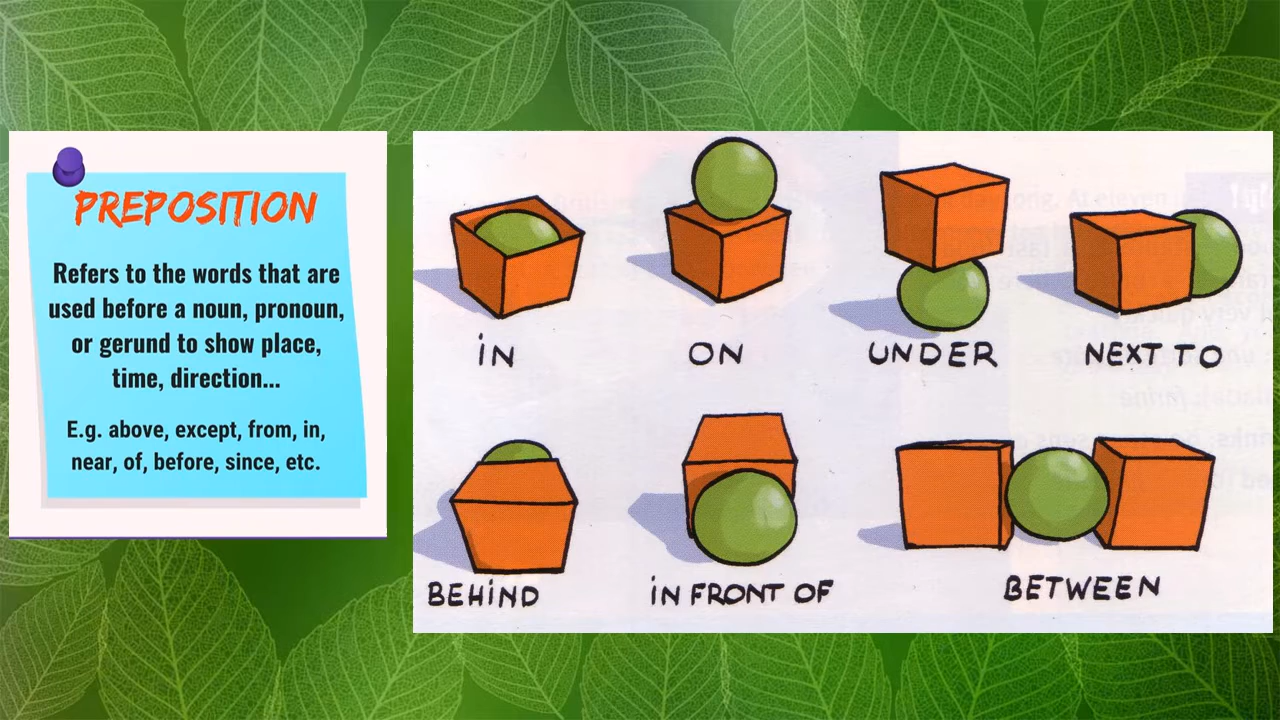 PREPOSITION
Refers to the words that are
used before a noun, pronoun,
or gerund to show place,
time, direction...
E.g. above, except, from, in,
near, of, before, since, etc.
iN
ON
UNDER
NEXT TO
BEHiND
iN FRONT OF
BETWEEN